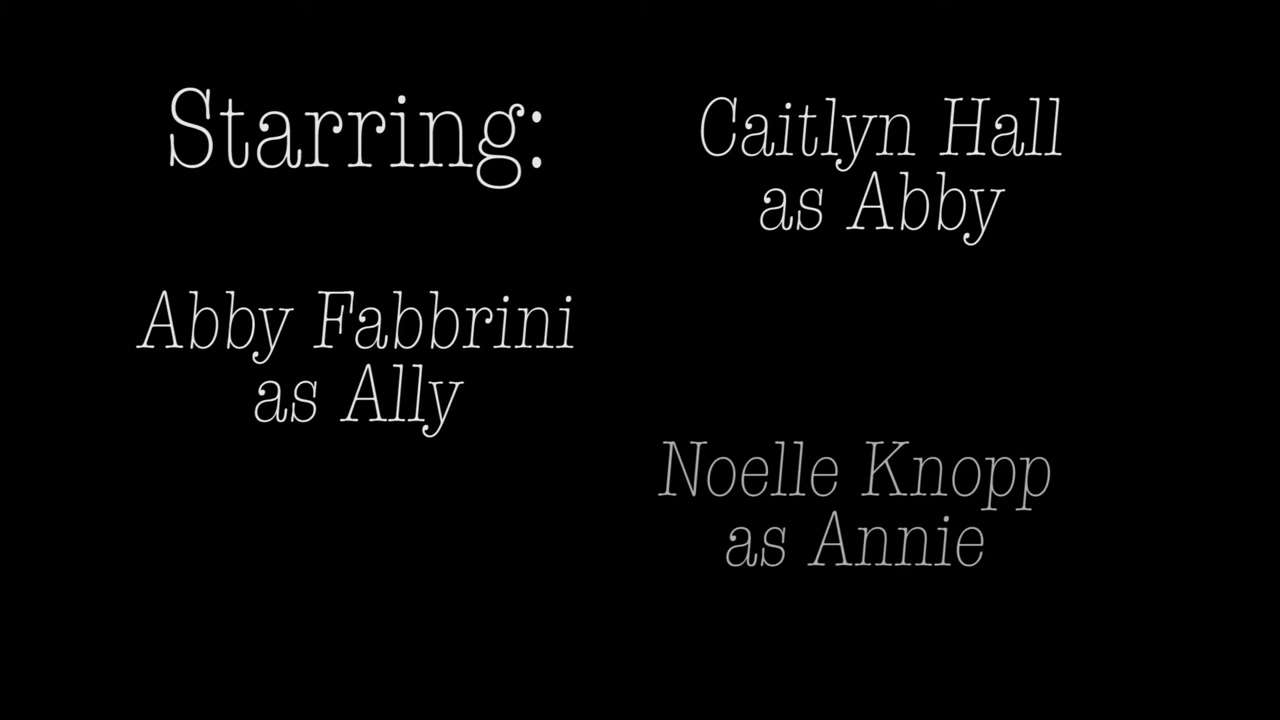 Starring:
Caitlyn Hall
as Abby
Abby Fabbrini
as Ally
Noelle Knopp
as Annie